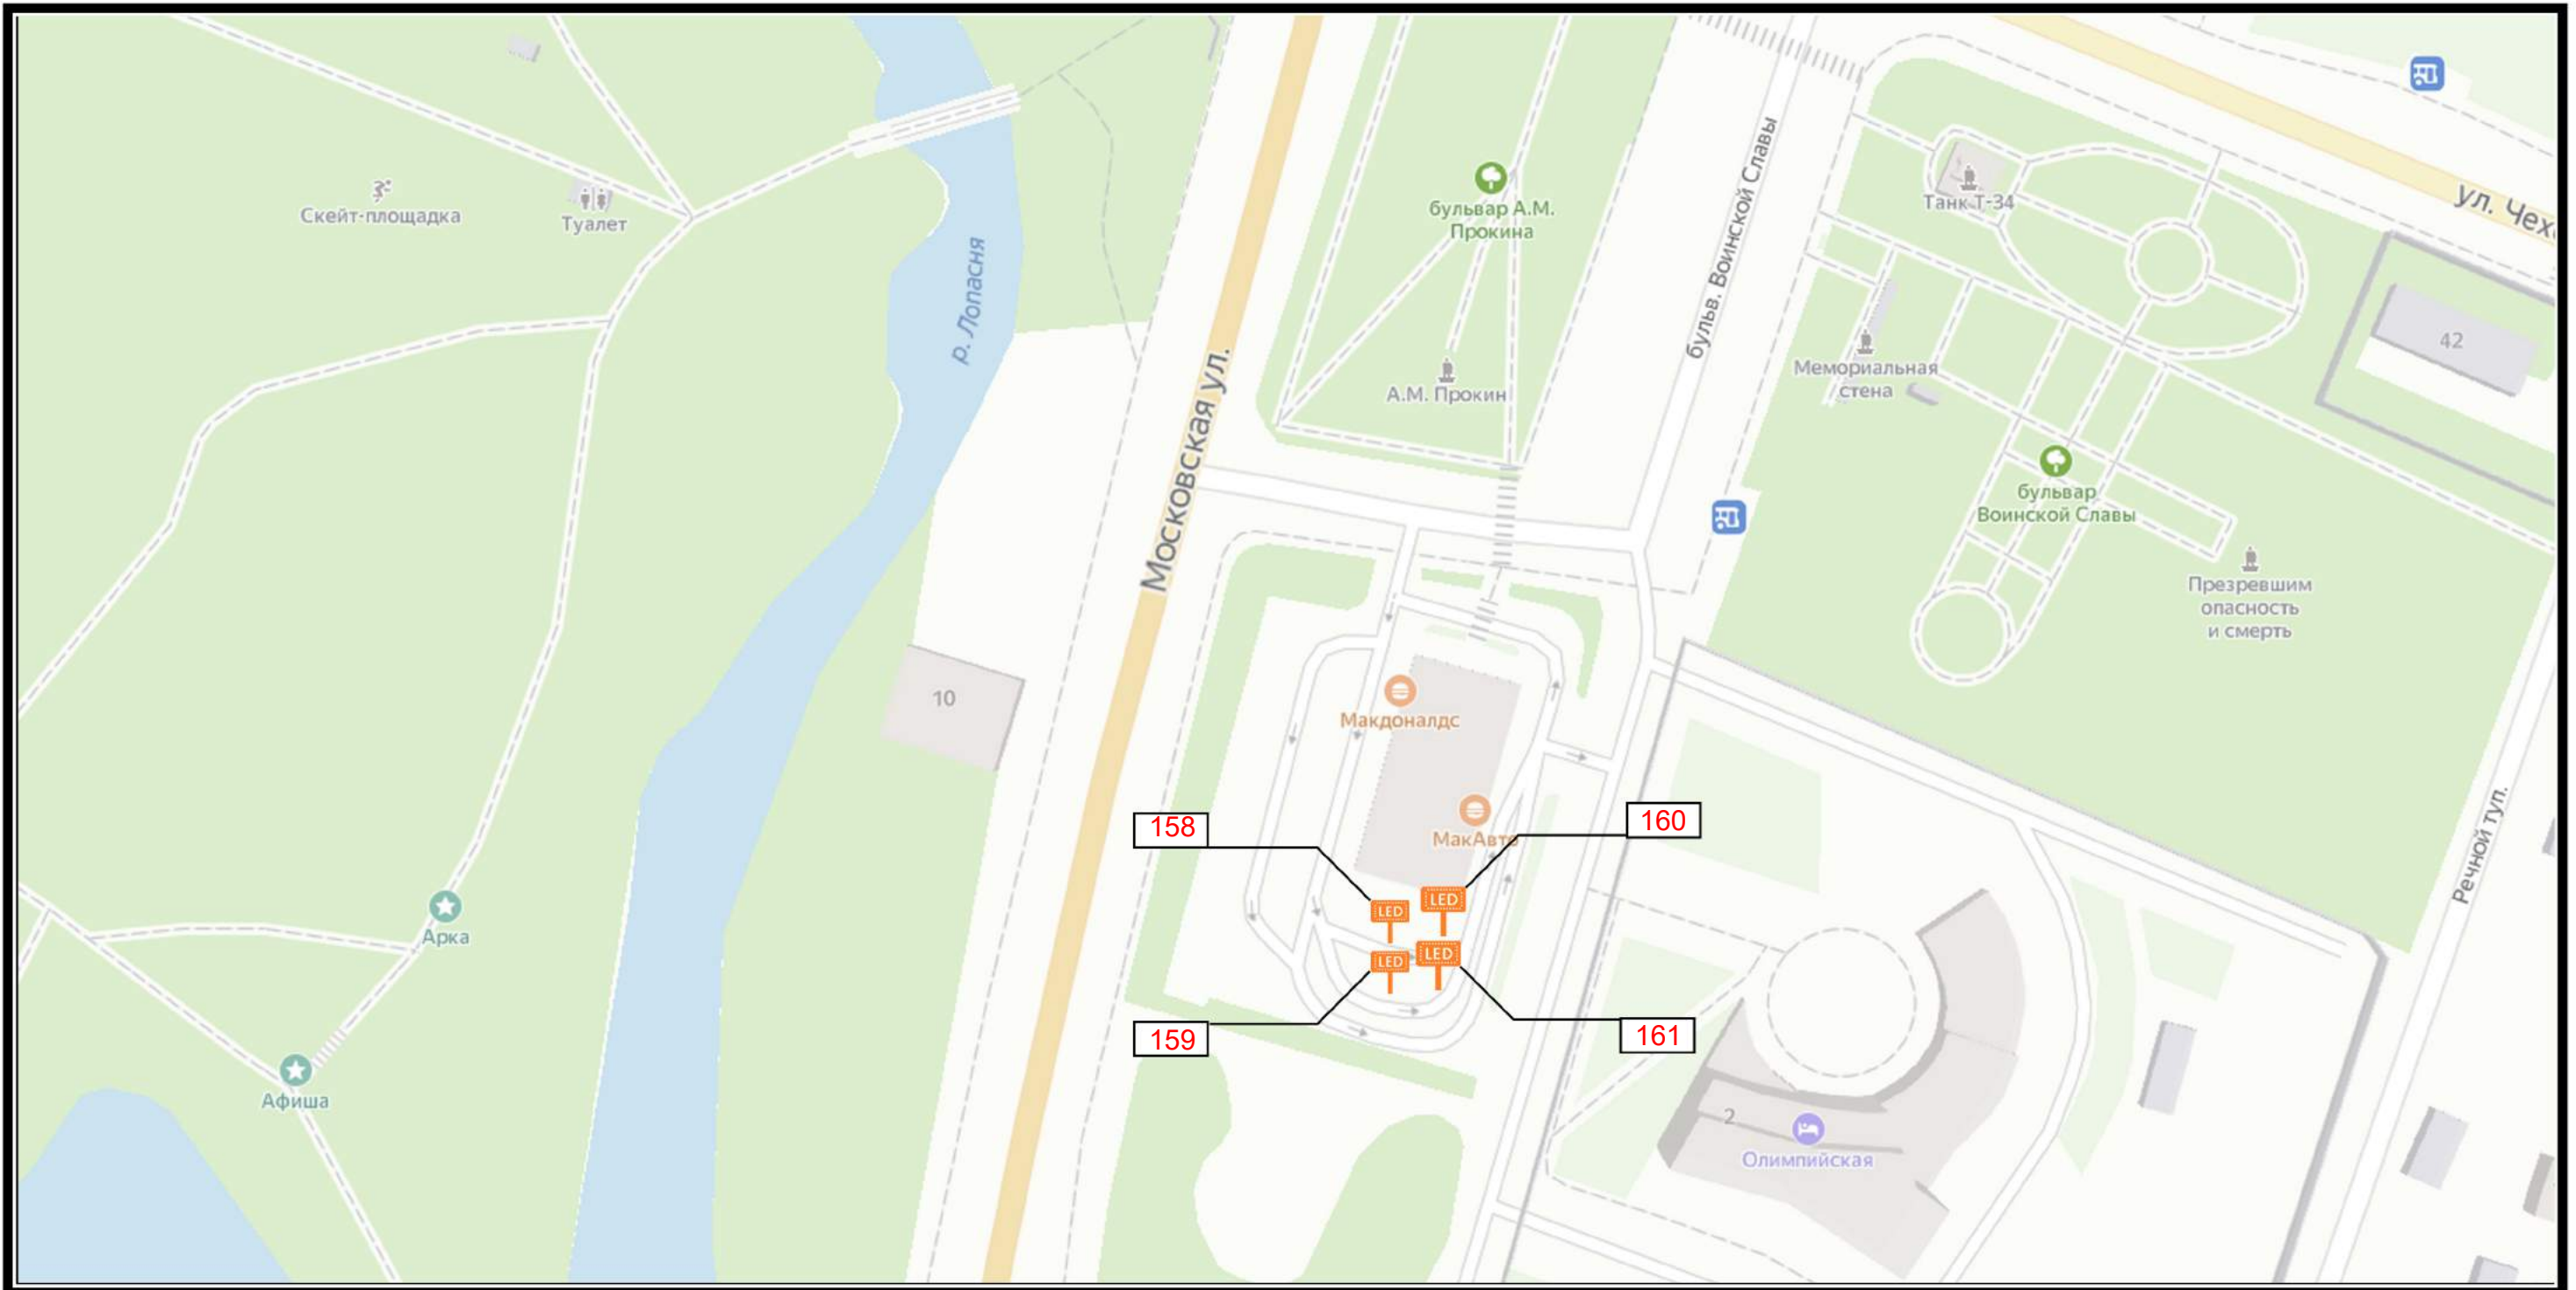 Скейт-площадка
Туалет
р. Лопасня
Московская ул.
бульвар А.М.
Прокина
А.М. Прокин
бульв. Воинской Славы
Танк Т-34
ул. Чехо
42
Мемориальная
стена
бульвар
Воинской Славы
Презревшим
опасность
и смерть
10
Макдоналдс
МакАвто
158
160
LED
LED
LED
LED
159
161
Арка
Афиша
2
Олимпийская
Речной туп.